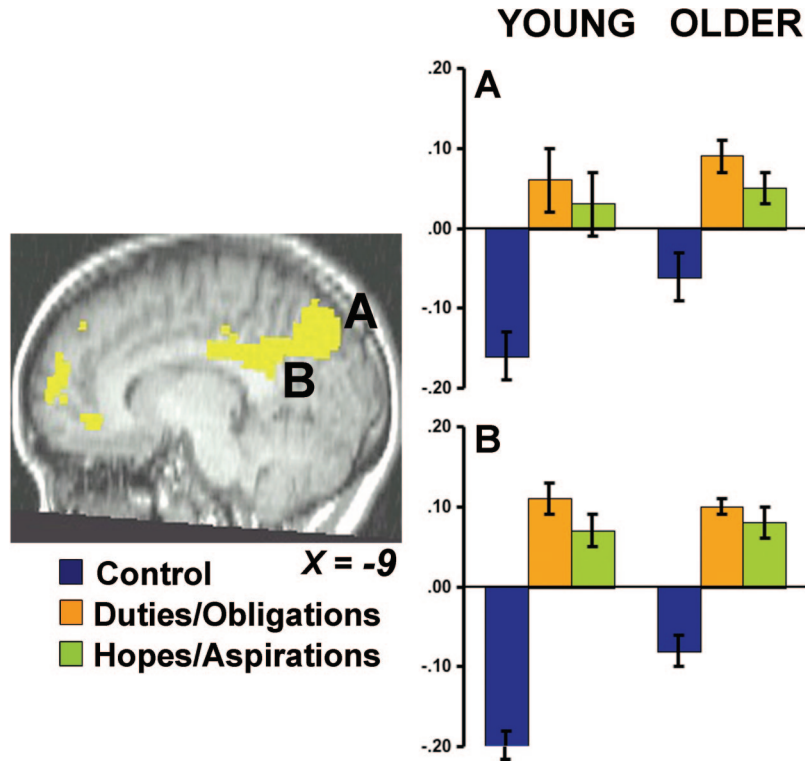 YOUNG OLDER
A
.20
.10
.00
-.10
-.20
A
B
X = -9
Control
Duties/Obligations
Hopes/Aspirations
B
.20
.10
.00
-.10
-.20